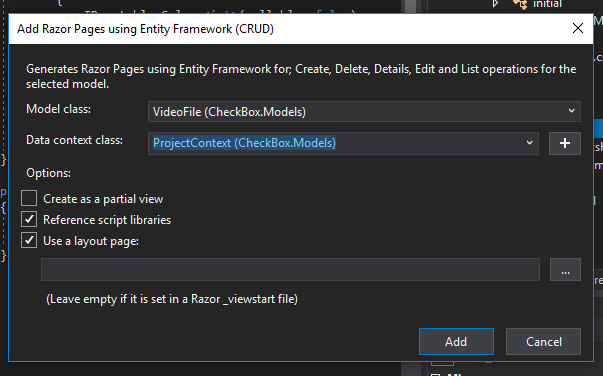 initial
Add Razor Pages using Entity Framework (CRUD)
Generates Razor Pages using Entity Framework for; Create, Delete, Details, Edit and List operations for the
selected model.
Model class:
VideoFile (CheckBox.Models)
Data context class:
ProjectContext (CheckBox.Models)
Options:
Create as a partial view
Reference script libraries
Use a layout page:
...
(Leave empty if it is set in a Razor _viewstart file)
Add
Cancel